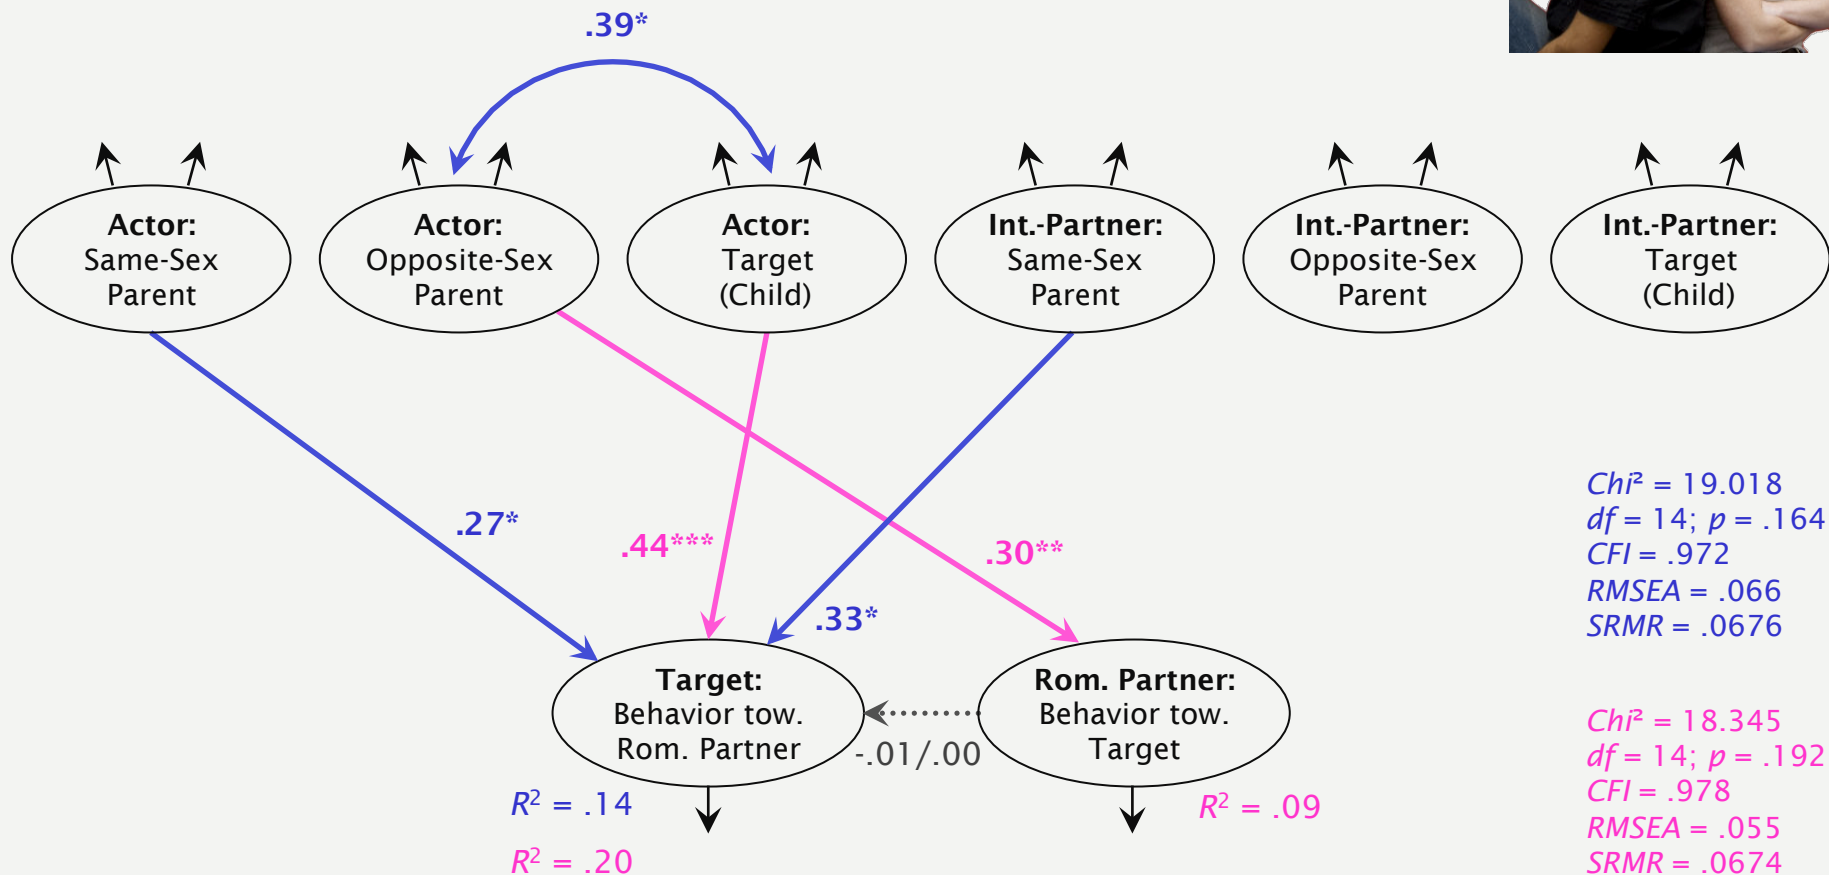 .39*
Actor:
Same-Sex
Parent
Actor:
Opposite-Sex
Parent
Actor:
Target
(Child)
Int.-Partner:
Same-Sex
Parent
Int.-Partner:
Opposite-Sex
Parent
Int.-Partner:
Target
(Child)
.27*
.44***
.30**
.33*
Target:
Behavior tow.
Rom. Partner
-.01/.00
Rom. Partner:
Behavior tow.
Target
R² = .14
R² = .20
R² = .09
Chi² = 19.018
df = 14; p = .164
CFI = .972
RMSEA = .066
SRMR = .0676
Chi² = 18.345
df = 14; p = .192
CFI = .978
RMSEA = .055
SRMR = .0674